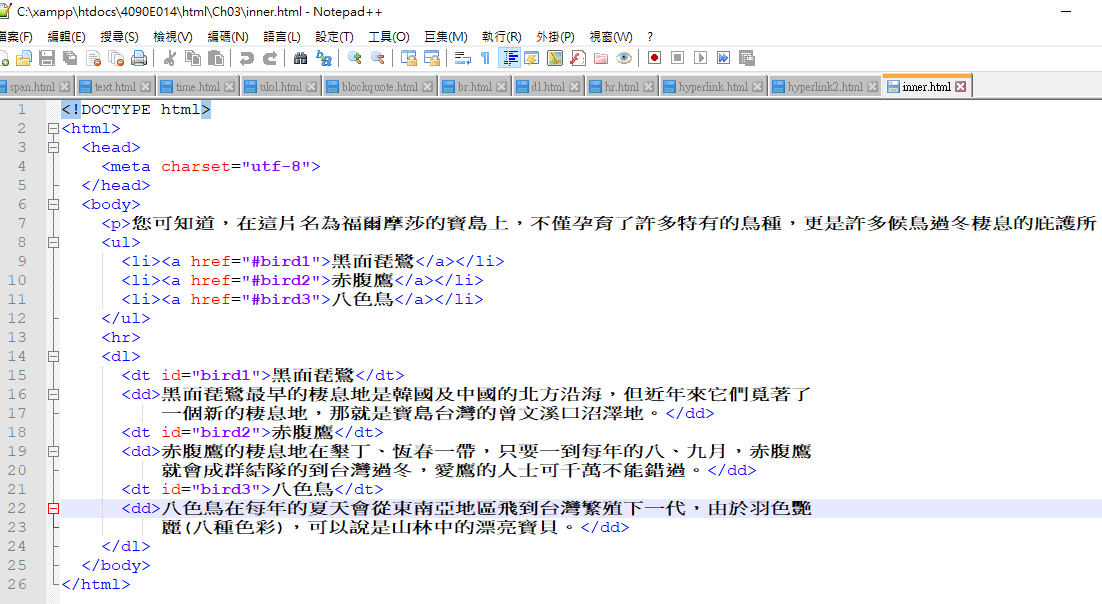 C:\xampp\htdocs\4090E014\html\Ch03\inner.html - Notepad++
檔案(F) 編輯(E) 搜尋(S) 檢視(V) 編碼(N) 語言(L) 設定(T) 工具(O) 巨集(M) 執行(R) 外掛(P) 視窗(W) ?
span.html text.html time.html ulol.html blockquote.html br.html dl.html hr.html hyperlink.html hyperlink2.html inner.html
1 <!DOCTYPE html>
2 <html>
3 <head>
4 <meta charset="utf-8">
5 </head>
6 <body>
7 <p>您可知道，在這片名為福爾摩莎的寶島上，不僅孕育了許多特有的鳥種，更是許多候鳥過冬棲息的庇護所
8 <ul>
9 <li><a href="#bird1">黑面琵鷺</a></li>
10 <li><a href="#bird2">赤腹鷹</a></li>
11 <li><a href="#bird3">八色鳥</a></li>
12 </ul>
13 <hr>
14 <dl>
15 <dt id="bird1">黑面琵鷺</dt>
16 <dd>黑面琵鷺最早的棲息地是韓國及中國的北方沿海，但近年來它們覓著了
17 一個新的棲息地，那就是寶島台灣的曾文溪口沼澤地。</dd>
18 <dt id="bird2">赤腹鷹</dt>
19 <dd>赤腹鷹的棲息地在墾丁、恆春一帶，只要一到每年的八、九月，赤腹鷹
20 就會成群結隊的到台灣過冬，愛鷹的人士可千萬不能錯過。</dd>
21 <dt id="bird3">八色鳥</dt>
22 <dd>八色鳥在每年的夏天會從東南亞地區飛到台灣繁殖下一代，由於羽色艷
23 麗(八種色彩)，可以說是山林中的漂亮寶貝。</dd>
24 </dl>
25 </body>
26 </html>